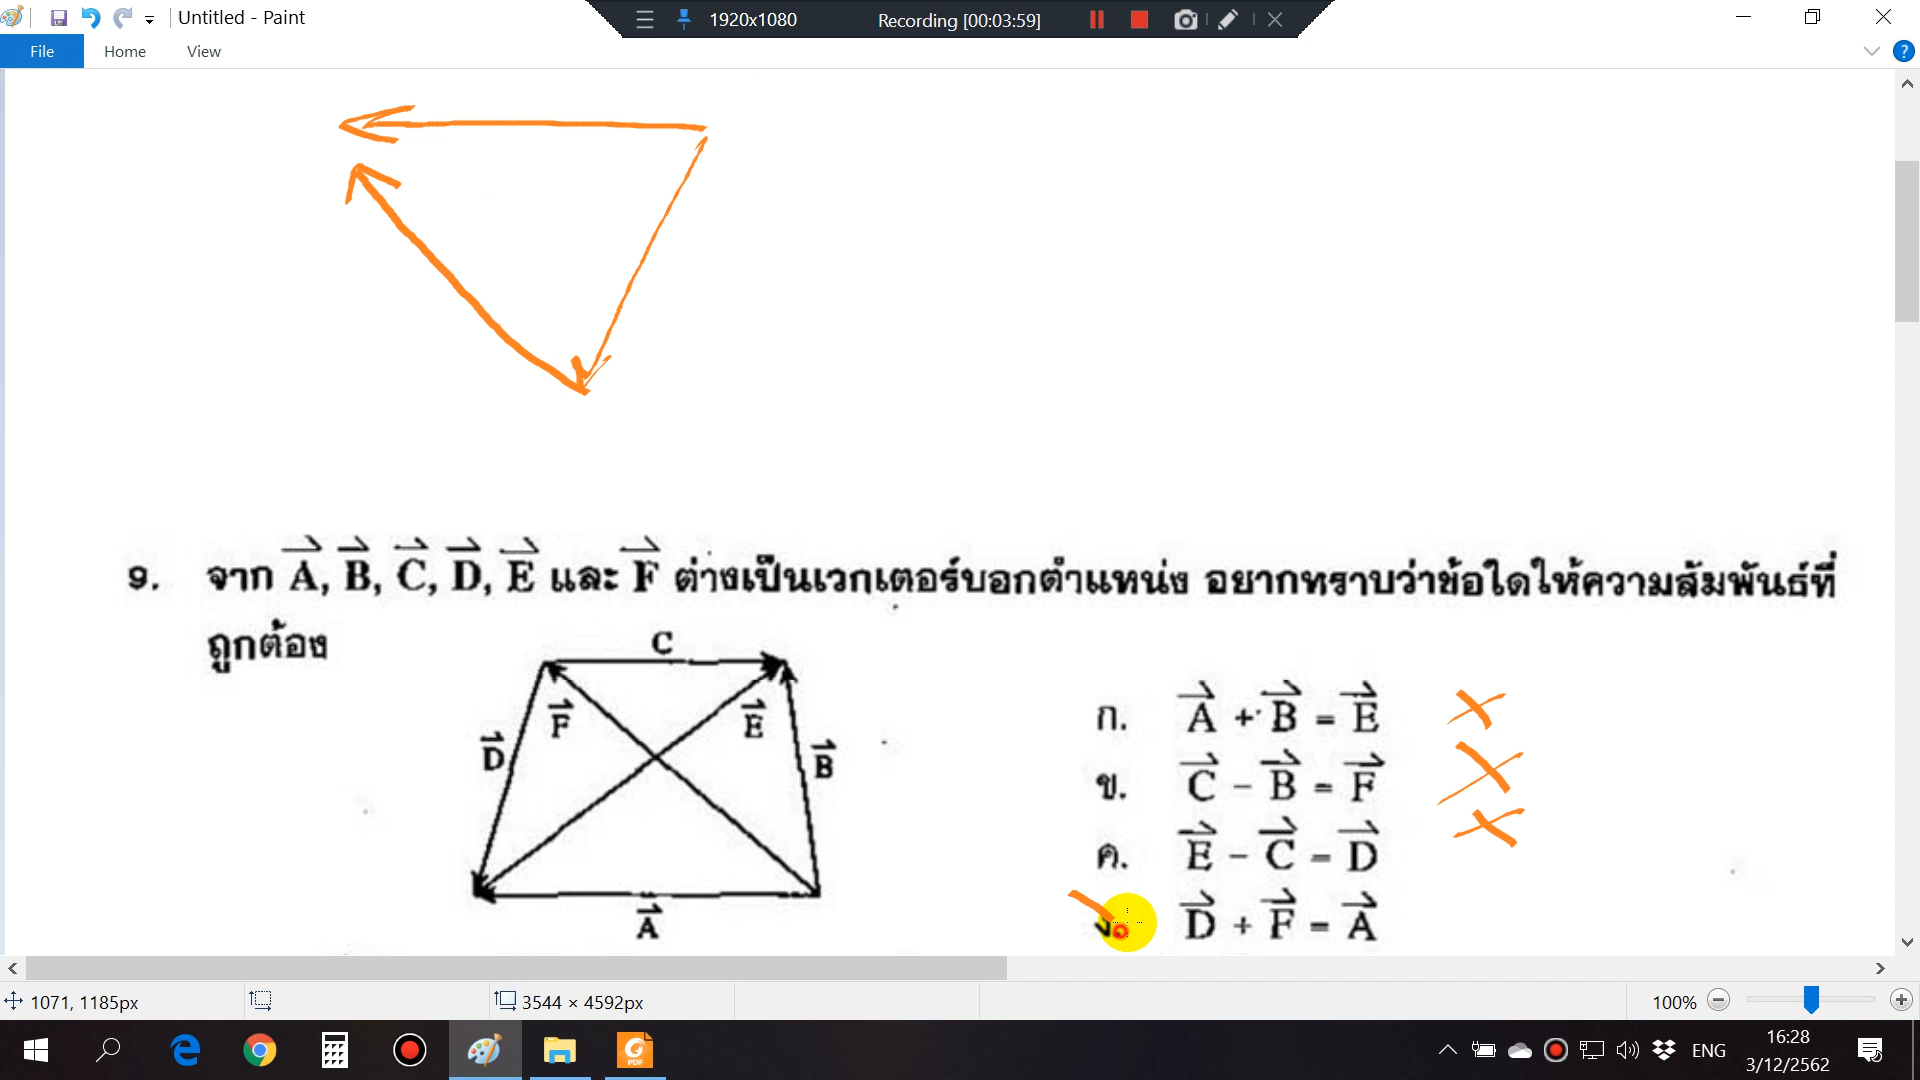 Untitled - Paint
1920x1080
Recording [00:03:59]
File
Home
View
9. จาก A, B, C, D, E และ F ต่างเป็นเวกเตอร์บอกตำแหน่ง อยากทราบว่าข้อใดให้ความสัมพันธ์ที่
ถูกต้อง
C
F
E
D
B
A
ก. A + B = E
ข. C - B = F
ค. E - C = D
D + F = A
1071, 1185px
3544 × 4592px
100%
PDF
ENG
16:28
3/12/2562